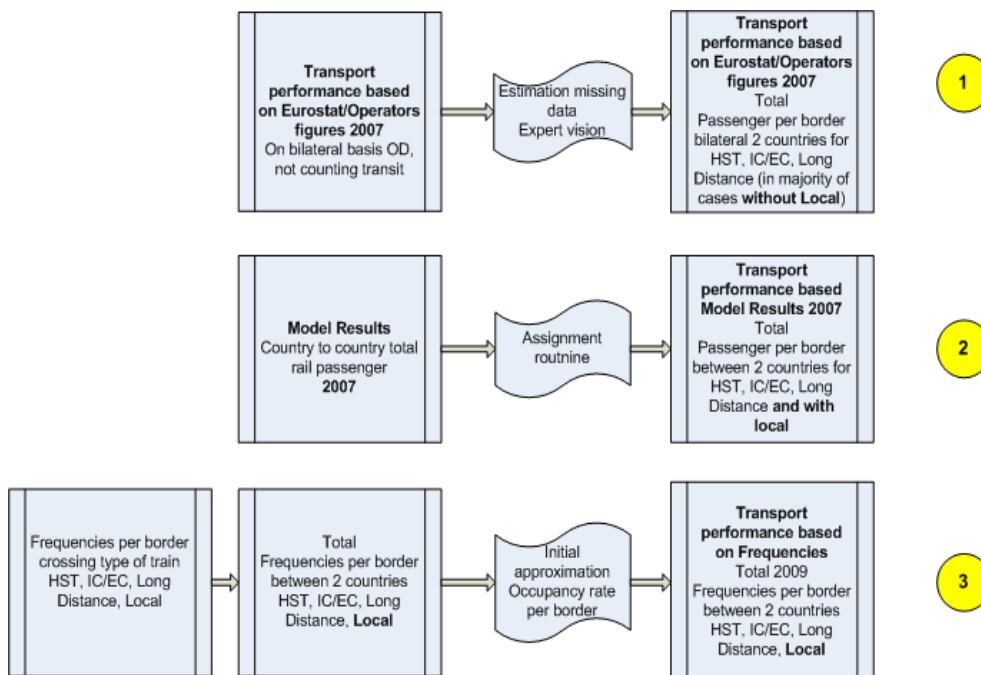 Transport
performance based
on Eurostat/Operators
figures 2007
On bilateral basis OD,
not counting transit
Estimation missing
data
Expert vision
Transport
performance based
on Eurostat/Operators
figures 2007
Total
Passenger per border
bilateral 2 countries for
HST, IC/EC, Long
Distance (in majority of
cases without Local)
1
Model Results
Country to country total
rail passenger
2007
Assignment
routnine
Transport
performance based
Model Results 2007
Total
Passenger per border
between 2 countries for
HST, IC/EC, Long
Distance and with
local
2
Frequencies per border
crossing type of train
HST, IC/EC, Long
Distance, Local
Total
Frequencies per border
between 2 countries
HST, IC/EC, Long
Distance, Local
Initial
approximation
Occupancy rate
per border
Transport
performance based
on Frequencies
Total 2009
Frequencies per border
between 2 countries
HST, IC/EC, Long
Distance, Local
3